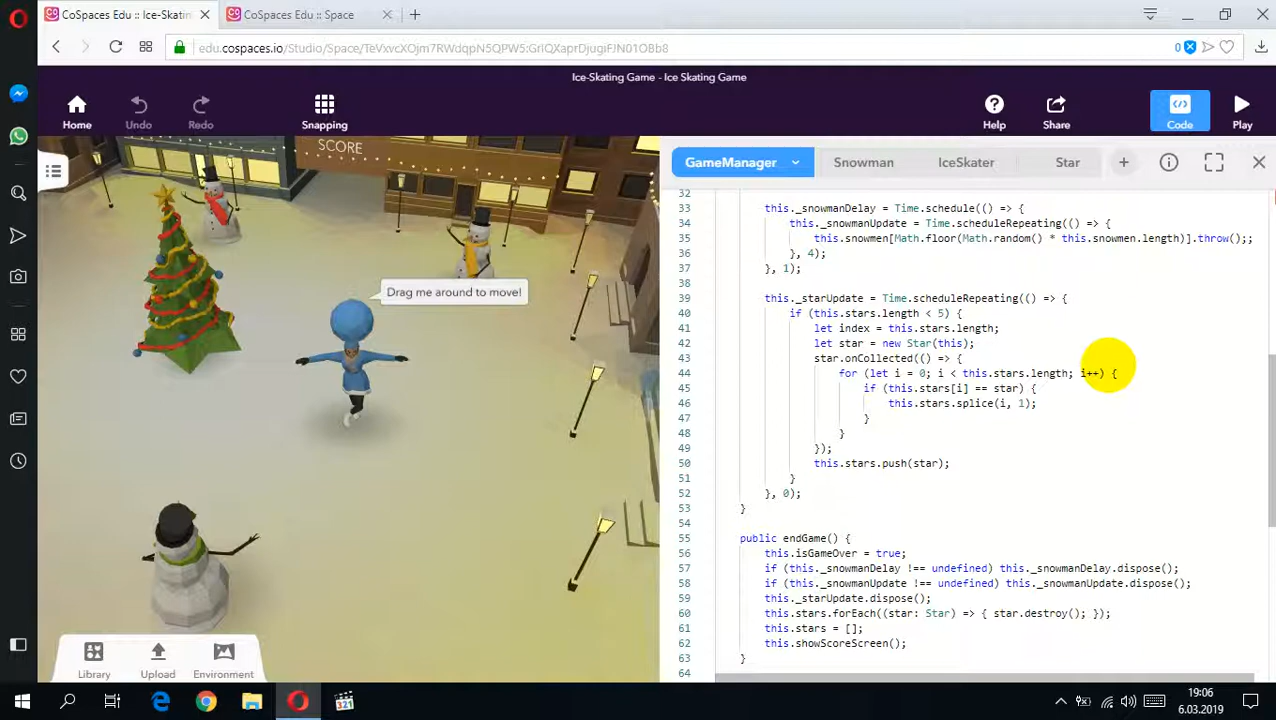 CoSpaces Edu :: Ice-Skatin
CoSpaces Edu :: Space
edu.cospaces.io/Studio/Space/TeVxvcXOjm7RWdqpN5QPW5:GrIQXaprDjugiFJN01OBb8
0
Ice-Skating Game - Ice Skating Game
Home
Undo
Redo
Snapping
Help
Share
Code
Play
SCORE
Drag me around to move!
Library
Upload
Environment
GameManager
Snowman
IceSkater
Star
32
33 this._snowmanDelay = Time.schedule(() => {
34 this._snowmanUpdate = Time.scheduleRepeating(() => {
35 this.snowmen[Math.floor(Math.random() * this.snowmen.length)].throw();;
36 }, 4);
37 }, 1);
38
39 this._starUpdate = Time.scheduleRepeating(() => {
40 if (this.stars.length < 5) {
41 let index = this.stars.length;
42 let star = new Star(this);
43 star.onCollected(() => {
44 for (let i = 0; i < this.stars.length; i++) {
45 if (this.stars[i] == star) {
46 this.stars.splice(i, 1);
47 }
48 }
49 });
50 this.stars.push(star);
51 }
52 }, 0);
53 }
54
55 public endGame() {
56 this.isGameOver = true;
57 if (this._snowmanDelay !== undefined) this._snowmanDelay.dispose();
58 if (this._snowmanUpdate !== undefined) this._snowmanUpdate.dispose();
59 this._starUpdate.dispose();
60 this.stars.forEach((star: Star) => { star.destroy(); });
61 this.stars = [];
62 this.showScoreScreen();
63 }
64
321
19:06
6.03.2019